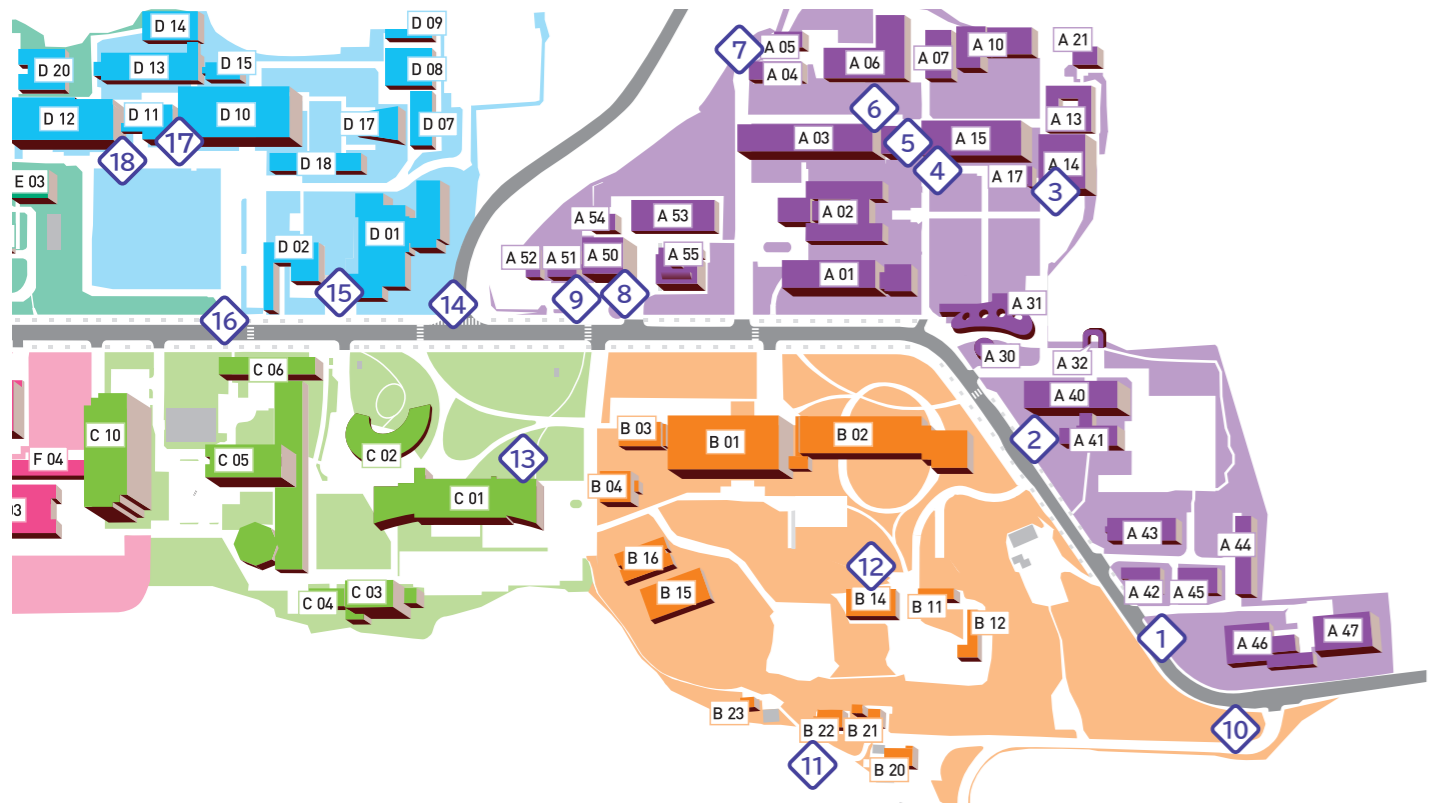 D 14
D 09
D 20
D 13
D 15
D 08
D 12
D 11
D 10
D 17
D 07
17
18
D 18
E 03
D 02
D 01
15
14
16
7
A 05
A 04
A 06
A 07
A 10
A 21
6
A 13
A 03
5
A 15
4
A 14
A 17
3
A 54
A 53
A 02
A 52
A 51
A 50
A 55
A 01
9
8
A 31
A 30
A 32
A 40
2
A 41
A 43
A 44
A 42
A 45
1
A 46
A 47
10
C 06
C 10
C 05
C 02
13
C 01
F 04
03
C 04
C 03
B 03
B 01
B 02
B 04
B 16
B 15
12
B 14
B 11
B 12
B 23
B 22
B 21
11
B 20